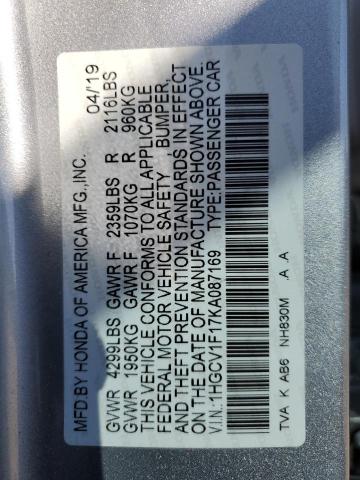 MFD.BY HONDA OF AMERICA MFG.,INC. 04/'19
GVWR 4299LBS GAWR F 2359LBS R 2116LBS
GVWR 1950KG GAWR F 1070KG R 960KG
THIS VEHICLE CONFORMS TO ALL APPLICABLE
FEDERAL MOTOR VEHICLE SAFETY BUMPER,
AND THEFT PREVENTION STANDARDS IN EFFECT
ON THE DATE OF MANUFACTURE SHOWN ABOVE.
V.I.N.:1HGCV1F17KA087169 TYPE:PASSENGER CAR
TVA K AB6 NH830M A A